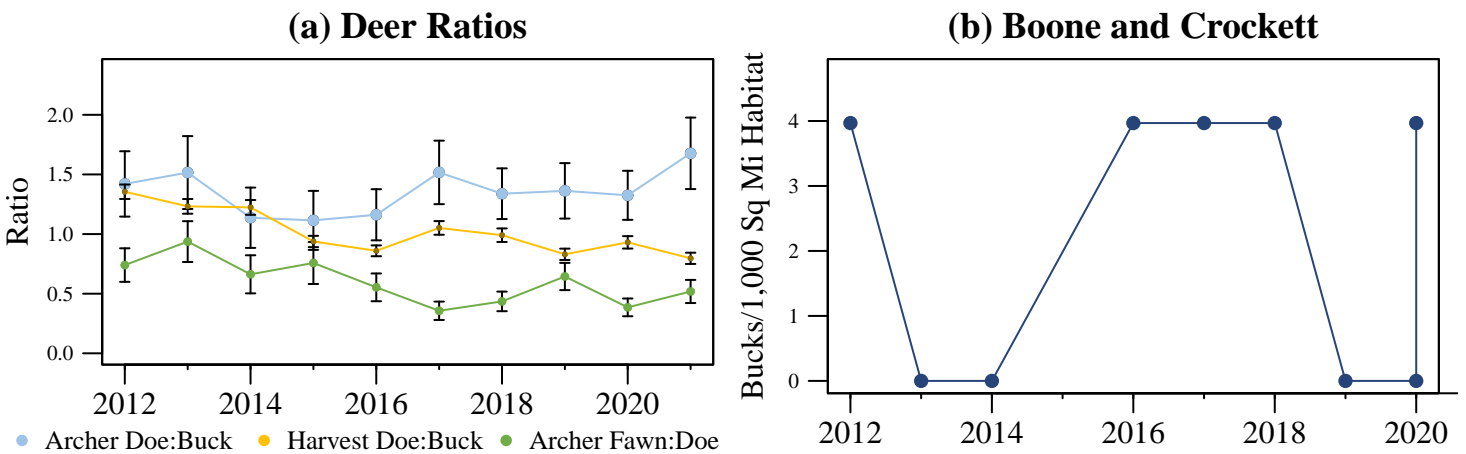 (a) Deer Ratios
Ratio
2.0
1.5
1.0
0.5
0.0
2012 2014 2016 2018 2020
Archer Doe:Buck Harvest Doe:Buck Archer Fawn:Doe
(b) Boone and Crockett
Bucks/1,000 Sq Mi Habitat
4
3
2
1
0
2012 2014 2016 2018 2020